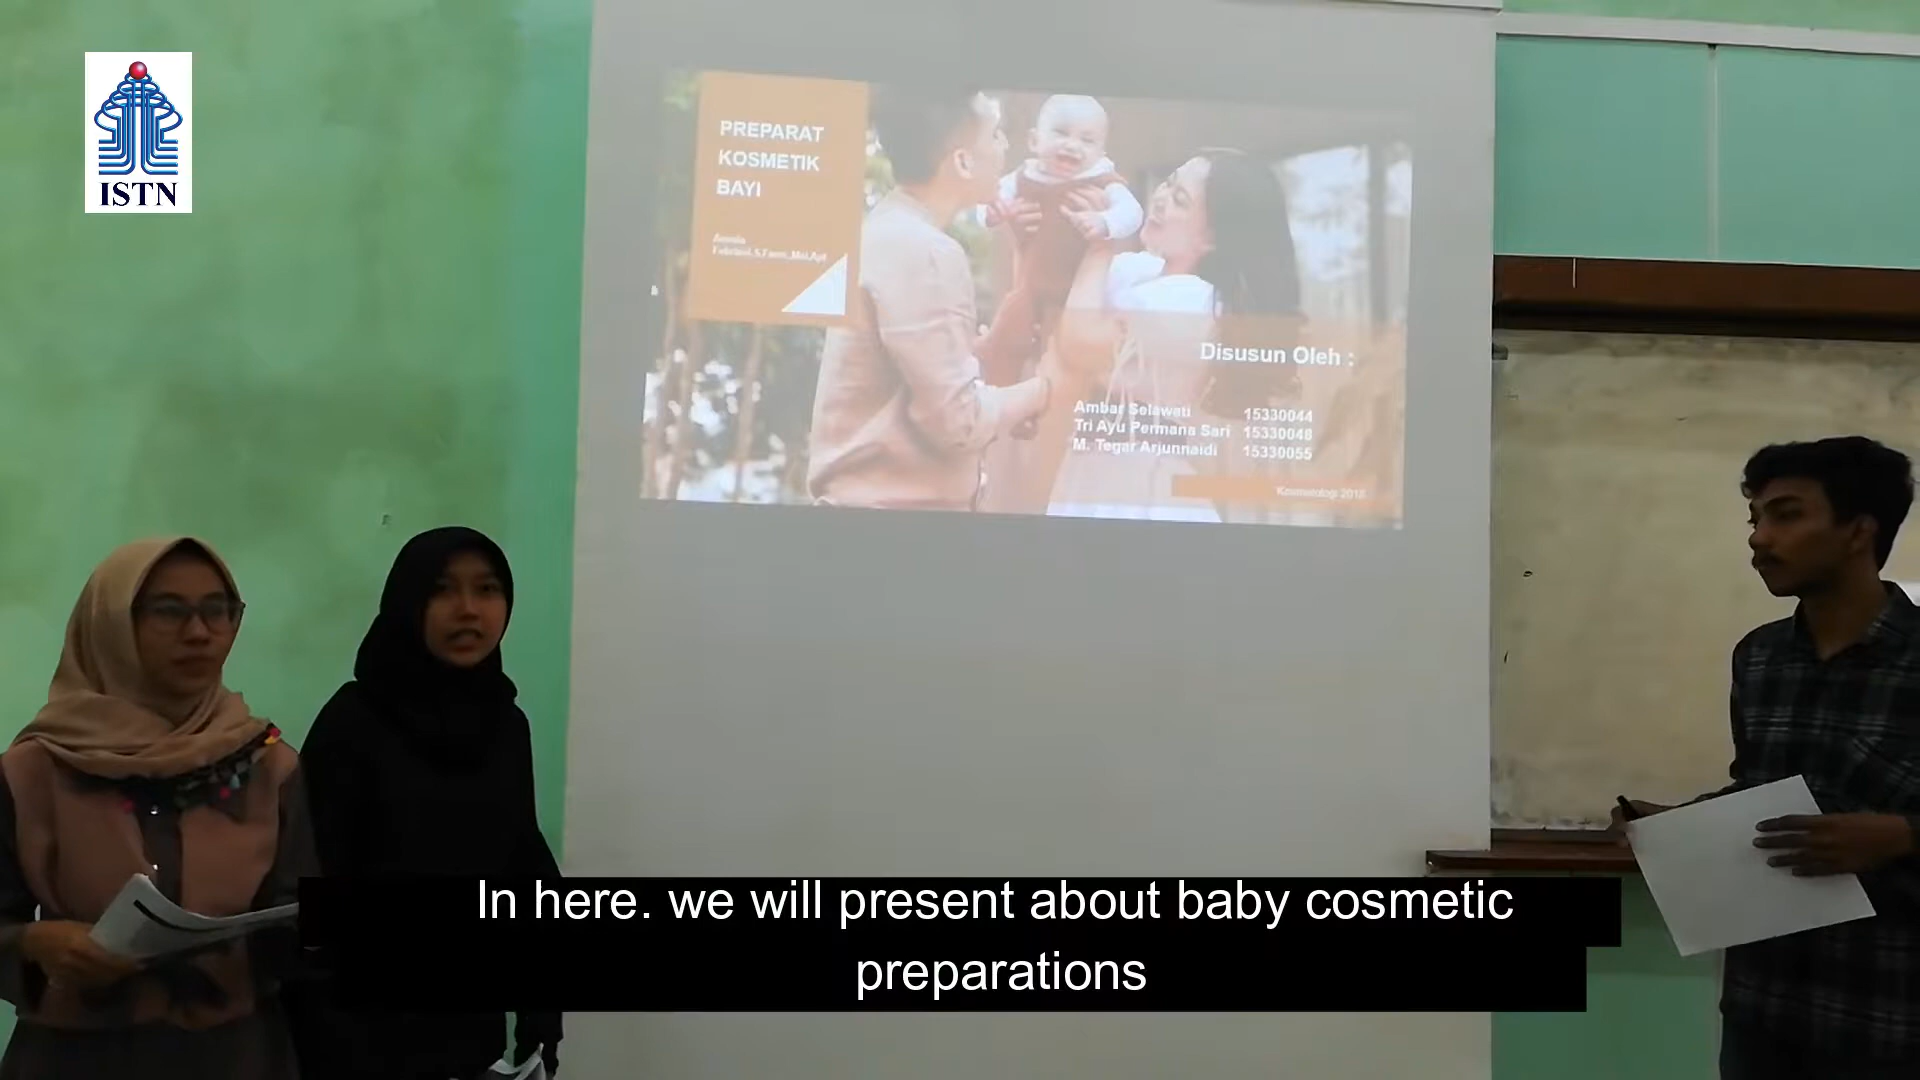 ISTN
PREPARAT
KOSMETIK
BAYI
Disusun Oleh :
Ambar Selawati 15330044
Tri Ayu Permana Sari 15330048
M. Tegar Arjunnaidi 15330055
In here. we will present about baby cosmetic
preparations